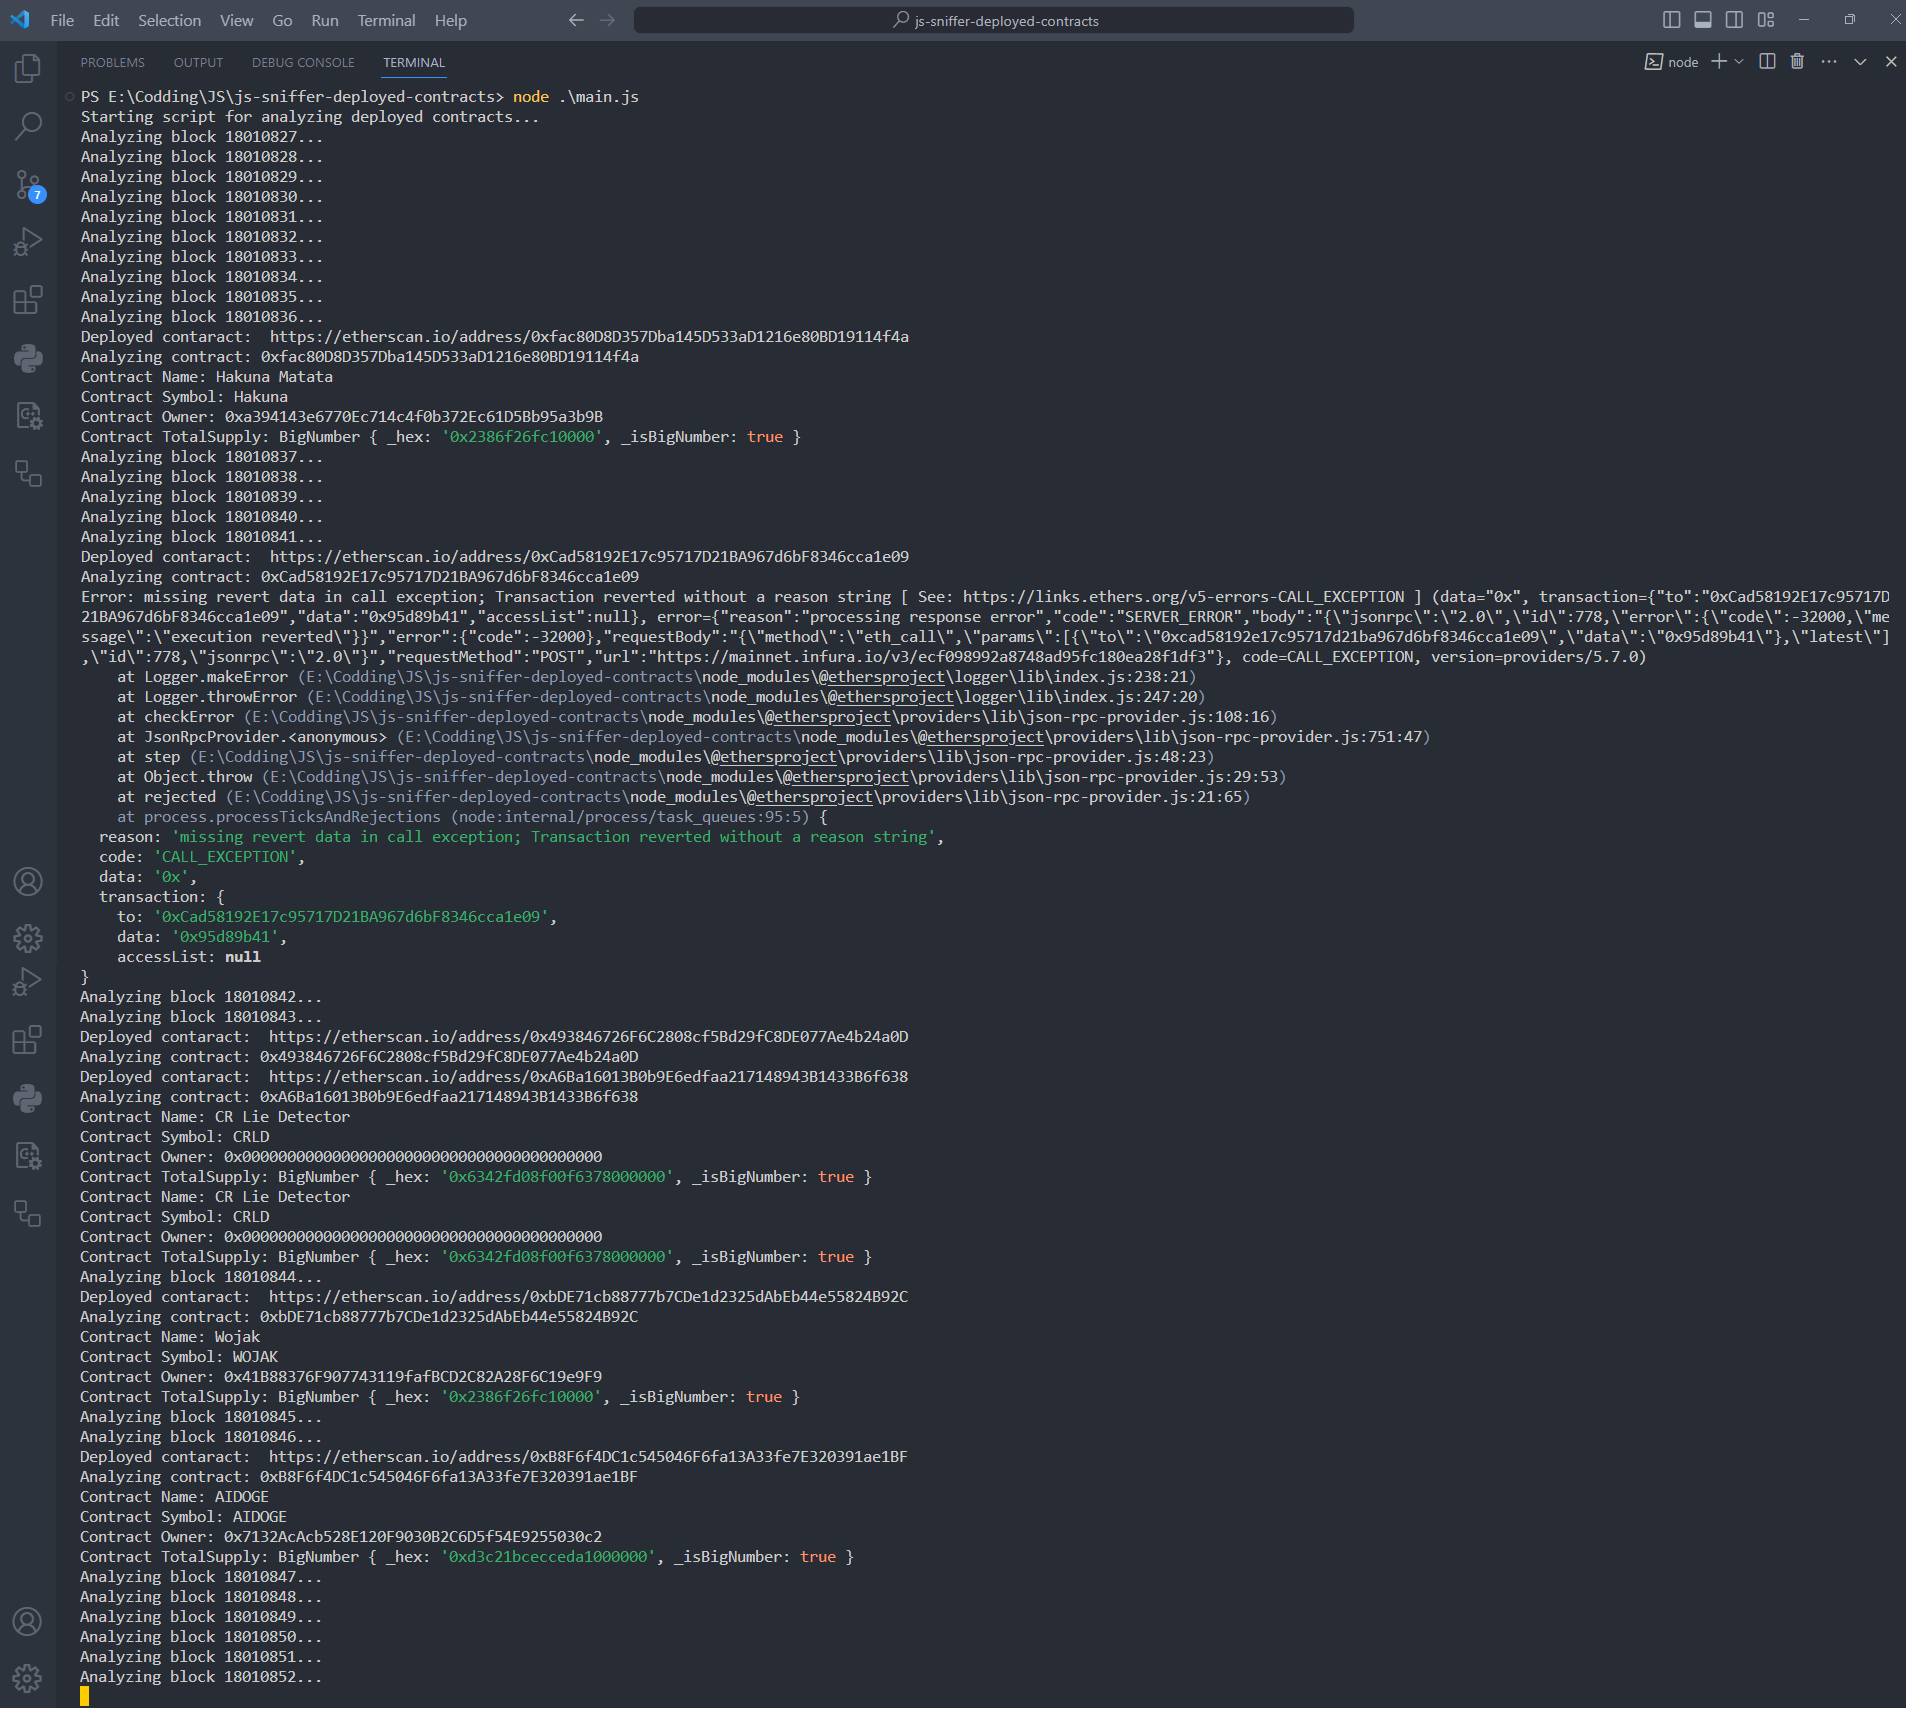 File Edit Selection View Go Run Terminal Help
js-sniffer-deployed-contracts
PROBLEMS OUTPUT DEBUG CONSOLE TERMINAL
node
7
PS E:\Codding\JS\js-sniffer-deployed-contracts> node .\main.js
Starting script for analyzing deployed contracts...
Analyzing block 18010827...
Analyzing block 18010828...
Analyzing block 18010829...
Analyzing block 18010830...
Analyzing block 18010831...
Analyzing block 18010832...
Analyzing block 18010833...
Analyzing block 18010834...
Analyzing block 18010835...
Analyzing block 18010836...
Deployed contaract:  https://etherscan.io/address/0xfac80D8D357Dba145D533aD1216e80BD19114f4a
Analyzing contract: 0xfac80D8D357Dba145D533aD1216e80BD19114f4a
Contract Name: Hakuna Matata
Contract Symbol: Hakuna
Contract Owner: 0xa394143e6770Ec714c4f0b372Ec61D5Bb95a3b9B
Contract TotalSupply: BigNumber { _hex: '0x2386f26fc10000', _isBigNumber: true }
Analyzing block 18010837...
Analyzing block 18010838...
Analyzing block 18010839...
Analyzing block 18010840...
Analyzing block 18010841...
Deployed contaract:  https://etherscan.io/address/0xCad58192E17c95717D21BA967d6bF8346cca1e09
Analyzing contract: 0xCad58192E17c95717D21BA967d6bF8346cca1e09
Error: missing revert data in call exception; Transaction reverted without a reason string [ See: https://links.ethers.org/v5-errors-CALL_EXCEPTION ] (data="0x", transaction={"to":"0xCad58192E17c95717D
21BA967d6bF8346cca1e09","data":"0x95d89b41","accessList":null}, error={"reason":"processing response error","code":"SERVER_ERROR","body":"{\"jsonrpc\":\"2.0\",\"id\":778,\"error\":{\"code\":-32000,\"me
ssage\":\"execution reverted\"}}","error":{"code":-32000},"requestBody":"{\"method\":\"eth_call\",\"params\":[{\"to\":\"0xcad58192e17c95717d21ba967d6bf8346cca1e09\",\"data\":\"0x95d89b41\"},\"latest\"]
,\"id\":778,\"jsonrpc\":\"2.0\"}","requestMethod":"POST","url":"https://mainnet.infura.io/v3/ecf098992a8748ad95fc180ea28f1df3"}, code=CALL_EXCEPTION, version=providers/5.7.0)
at Logger.makeError (E:\Codding\JS\js-sniffer-deployed-contracts\node_modules\@ethersproject\logger\lib\index.js:238:21)
at Logger.throwError (E:\Codding\JS\js-sniffer-deployed-contracts\node_modules\@ethersproject\logger\lib\index.js:247:20)
at checkError (E:\Codding\JS\js-sniffer-deployed-contracts\node_modules\@ethersproject\providers\lib\json-rpc-provider.js:108:16)
at JsonRpcProvider.<anonymous> (E:\Codding\JS\js-sniffer-deployed-contracts\node_modules\@ethersproject\providers\lib\json-rpc-provider.js:751:47)
at step (E:\Codding\JS\js-sniffer-deployed-contracts\node_modules\@ethersproject\providers\lib\json-rpc-provider.js:48:23)
at Object.throw (E:\Codding\JS\js-sniffer-deployed-contracts\node_modules\@ethersproject\providers\lib\json-rpc-provider.js:29:53)
at rejected (E:\Codding\JS\js-sniffer-deployed-contracts\node_modules\@ethersproject\providers\lib\json-rpc-provider.js:21:65)
at process.processTicksAndRejections (node:internal/process/task_queues:95:5) {
reason: 'missing revert data in call exception; Transaction reverted without a reason string',
code: 'CALL_EXCEPTION',
data: '0x',
transaction: {
to: '0xCad58192E17c95717D21BA967d6bF8346cca1e09',
data: '0x95d89b41',
accessList: null
}
Analyzing block 18010842...
Analyzing block 18010843...
Deployed contaract:  https://etherscan.io/address/0x493846726F6C2808cf5Bd29fC8DE077Ae4b24a0D
Analyzing contract: 0x493846726F6C2808cf5Bd29fC8DE077Ae4b24a0D
Deployed contaract:  https://etherscan.io/address/0xA6Ba16013B0b9E6edfaa217148943B1433B6f638
Analyzing contract: 0xA6Ba16013B0b9E6edfaa217148943B1433B6f638
Contract Name: CR Lie Detector
Contract Symbol: CRLD
Contract Owner: 0x0000000000000000000000000000000000000000
Contract TotalSupply: BigNumber { _hex: '0x6342fd08f00f6378000000', _isBigNumber: true }
Contract Name: CR Lie Detector
Contract Symbol: CRLD
Contract Owner: 0x0000000000000000000000000000000000000000
Contract TotalSupply: BigNumber { _hex: '0x6342fd08f00f6378000000', _isBigNumber: true }
Analyzing block 18010844...
Deployed contaract:  https://etherscan.io/address/0xbDE71cb88777b7CDe1d2325dAbEb44e55824B92C
Analyzing contract: 0xbDE71cb88777b7CDe1d2325dAbEb44e55824B92C
Contract Name: Wojak
Contract Symbol: WOJAK
Contract Owner: 0x41B88376F907743119fafBCD2C82A28F6C19e9F9
Contract TotalSupply: BigNumber { _hex: '0x2386f26fc10000', _isBigNumber: true }
Analyzing block 18010845...
Analyzing block 18010846...
Deployed contaract:  https://etherscan.io/address/0xB8F6f4DC1c545046F6fa13A33fe7E320391ae1BF
Analyzing contract: 0xB8F6f4DC1c545046F6fa13A33fe7E320391ae1BF
Contract Name: AIDOGE
Contract Symbol: AIDOGE
Contract Owner: 0x7132AcAcb528E120F9030B2C6D5f54E9255030c2
Contract TotalSupply: BigNumber { _hex: '0xd3c21bcecceda1000000', _isBigNumber: true }
Analyzing block 18010847...
Analyzing block 18010848...
Analyzing block 18010849...
Analyzing block 18010850...
Analyzing block 18010851...
Analyzing block 18010852...